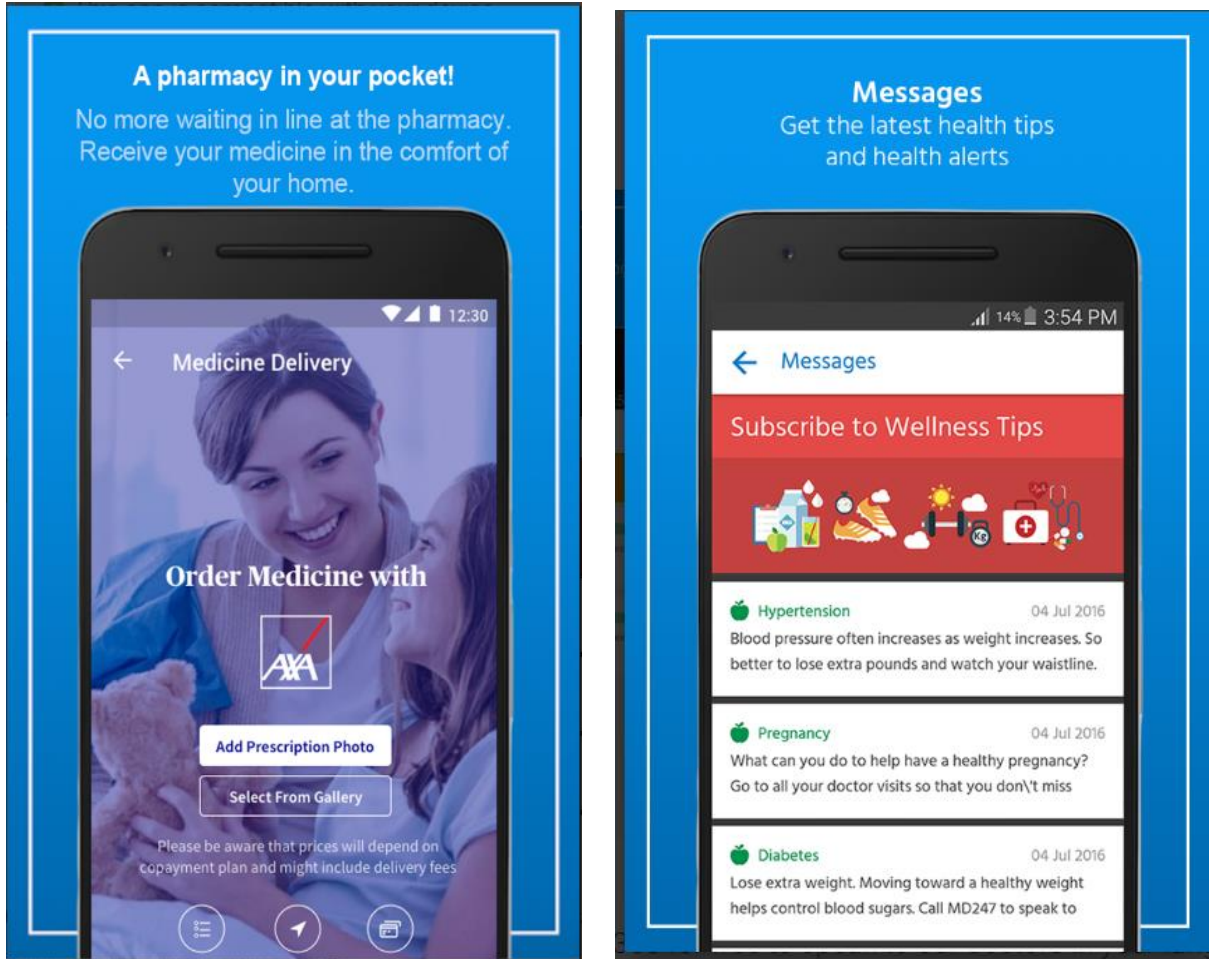 A pharmacy in your pocket!
No more waiting in line at the pharmacy.
Receive your medicine in the comfort of
your home.
12:30
Medicine Delivery
Order Medicine with
AXA
Add Prescription Photo
Select From Gallery
Please be aware that prices will depend on
copayment plan and might include delivery fees
Messages
Get the latest health tips
and health alerts
14% 3:54 PM
Messages
Subscribe to Wellness Tips
Kg
Hypertension 04 Jul 2016
Blood pressure often increases as weight increases. So
better to lose extra pounds and watch your waistline.
Pregnancy 04 Jul 2016
What can you do to help have a healthy pregnancy?
Go to all your doctor visits so that you don\'t miss
Diabetes 04 Jul 2016
Lose extra weight. Moving toward a healthy weight
helps control blood sugars. Call MD247 to speak to